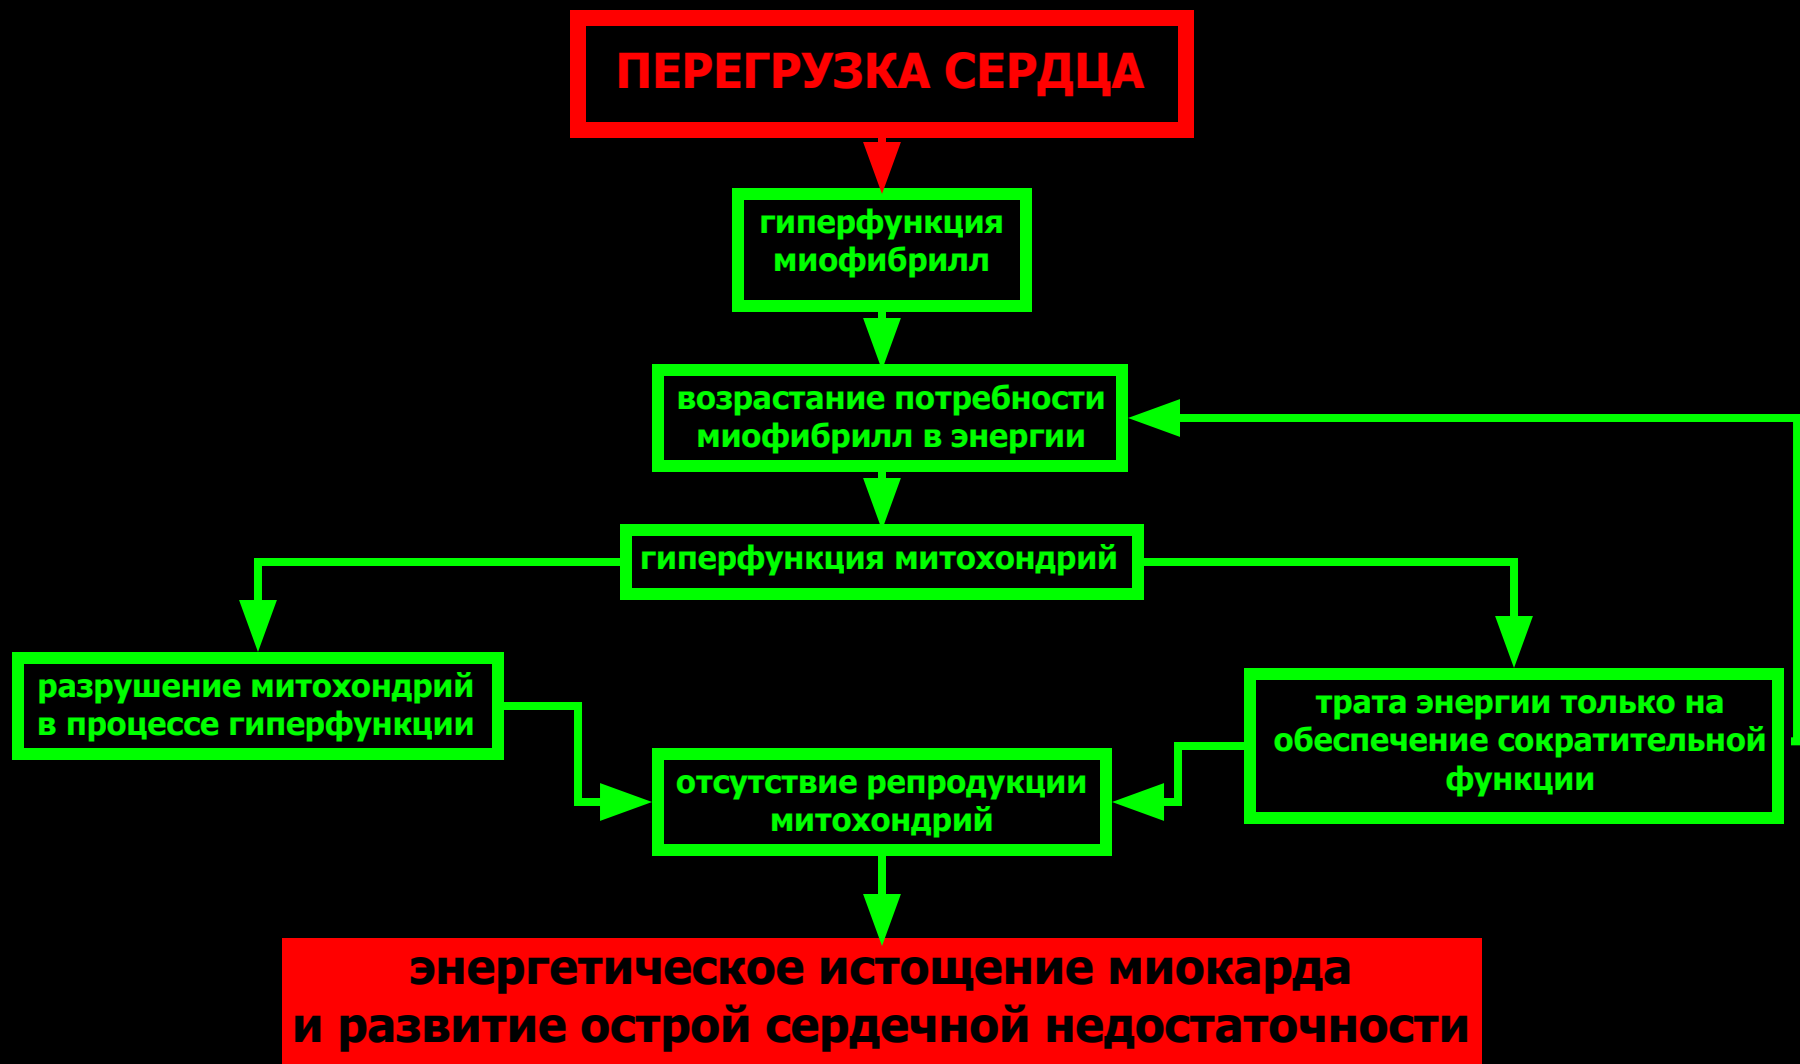 ПЕРЕГРУЗКА СЕРДЦА
гиперфункция
миофибрилл
возрастание потребности
миофибрилл в энергии
гиперфункция митохондрий
разрушение митохондрий
в процессе гиперфункции
трата энергии только на
обеспечение сократительной
функции
отсутствие репродукции
митохондрий
энергетическое истощение миокарда
и развитие острой сердечной недостаточности